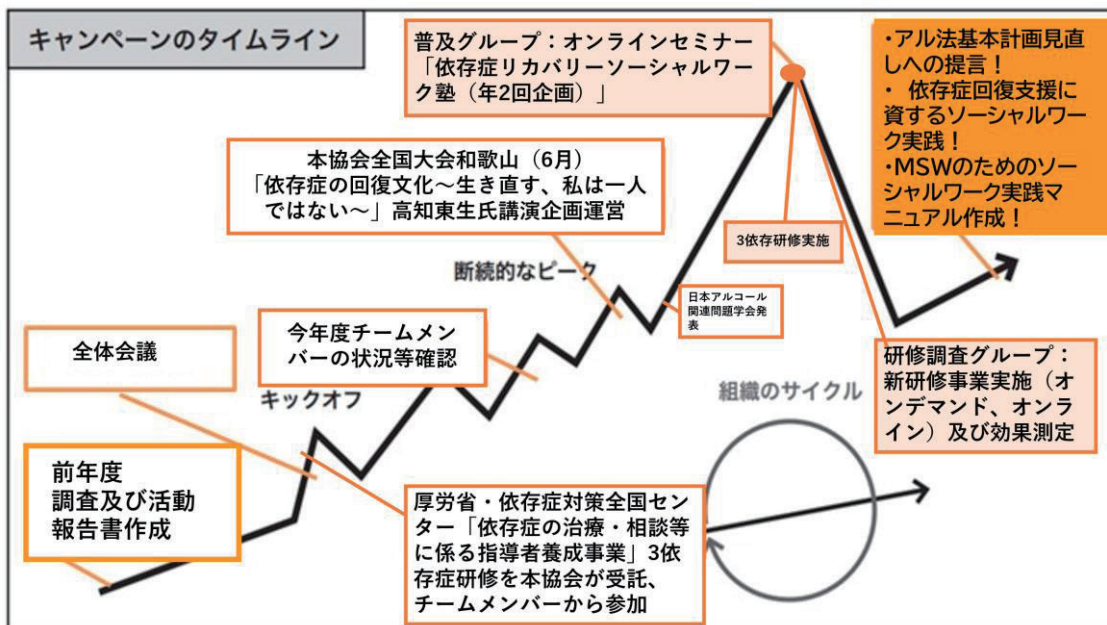 キャンペーンのタイムライン
普及グループ：オンラインセミナー
「依存症リカバリーソーシャルワー
ク塾（年2回企画）」
・アル法基本計画見直
しへの提言！
・ 依存症回復支援に
資するソーシャルワー
ク実践！
・MSWのためのソー
シャルワーク実践マ
ニュアル作成！
本協会全国大会和歌山（6月）
「依存症の回復文化～生き直す、私は一人
ではない～」高知東生氏講演企画運営
3依存研修実施
断続的なピーク
日本アルコール
関連問題学会発
表
全体会議
今年度チームメン
バーの状況等確認
キックオフ
組織のサイクル
研修調査グループ：
新研修事業実施（オ
ンデマンド、オンラ
イン）及び効果測定
前年度
調査及び活動
報告書作成
厚労省・依存症対策全国セ
ンター「依存症の治療・相談等
に係る指導者養成事業」3依
存症研修を本協会が受託、
チームメンバーから参加